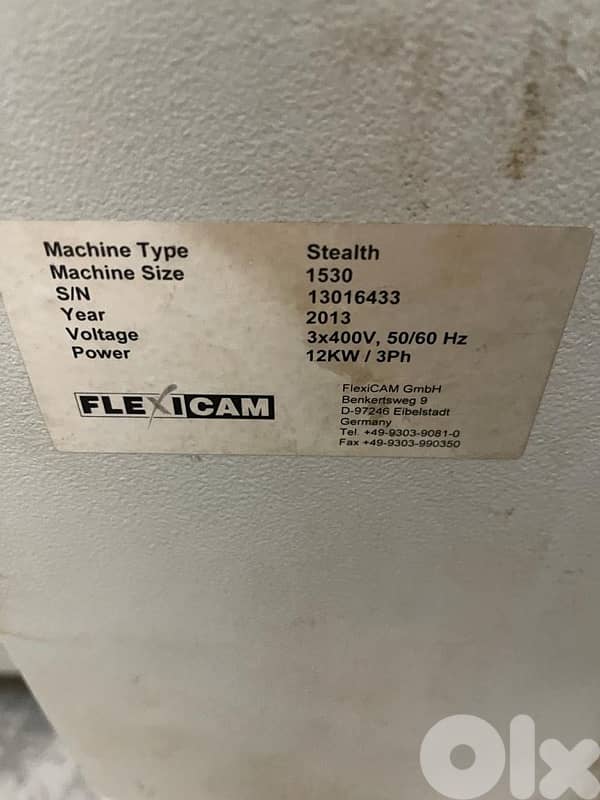 Machine Type Stealth
Machine Size 1530
S/N 13016433
Year 2013
Voltage 3x400V, 50/60 Hz
Power 12KW / 3Ph
FLEXICAM
FlexiCAM GmbH
Benkertsweg 9
D-97246 Eibelstadt
Germany
Tel. +49-9303-9081-0
Fax +49-9303-990350
Olx